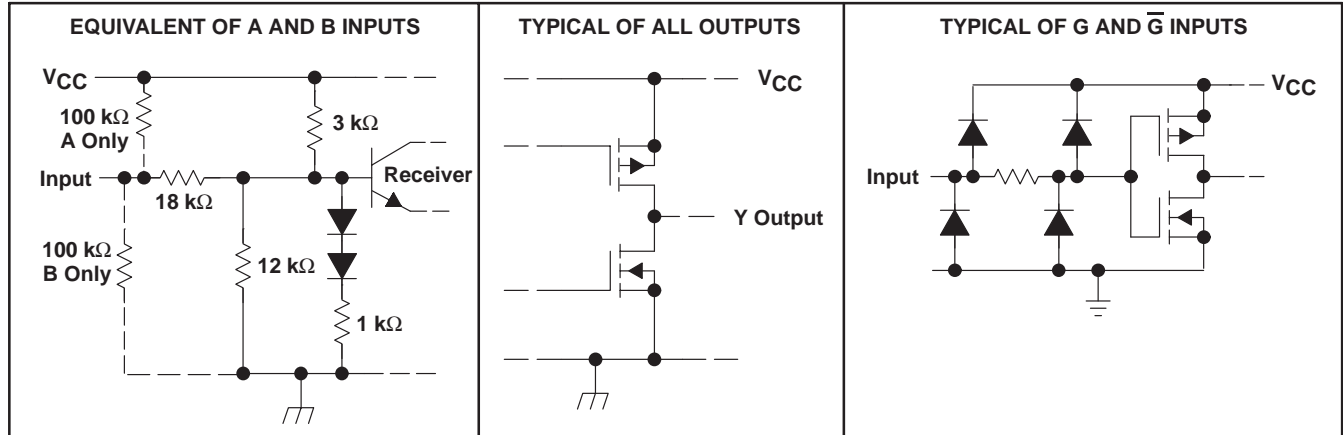 EQUIVALENT OF A AND B INPUTS
VCC
100 kΩ
A Only
3 kΩ
Input
18 kΩ
Receiver
100 kΩ
B Only
12 kΩ
1 kΩ
TYPICAL OF ALL OUTPUTS
VCC
Y Output
TYPICAL OF G AND G̅ INPUTS
VCC
Input